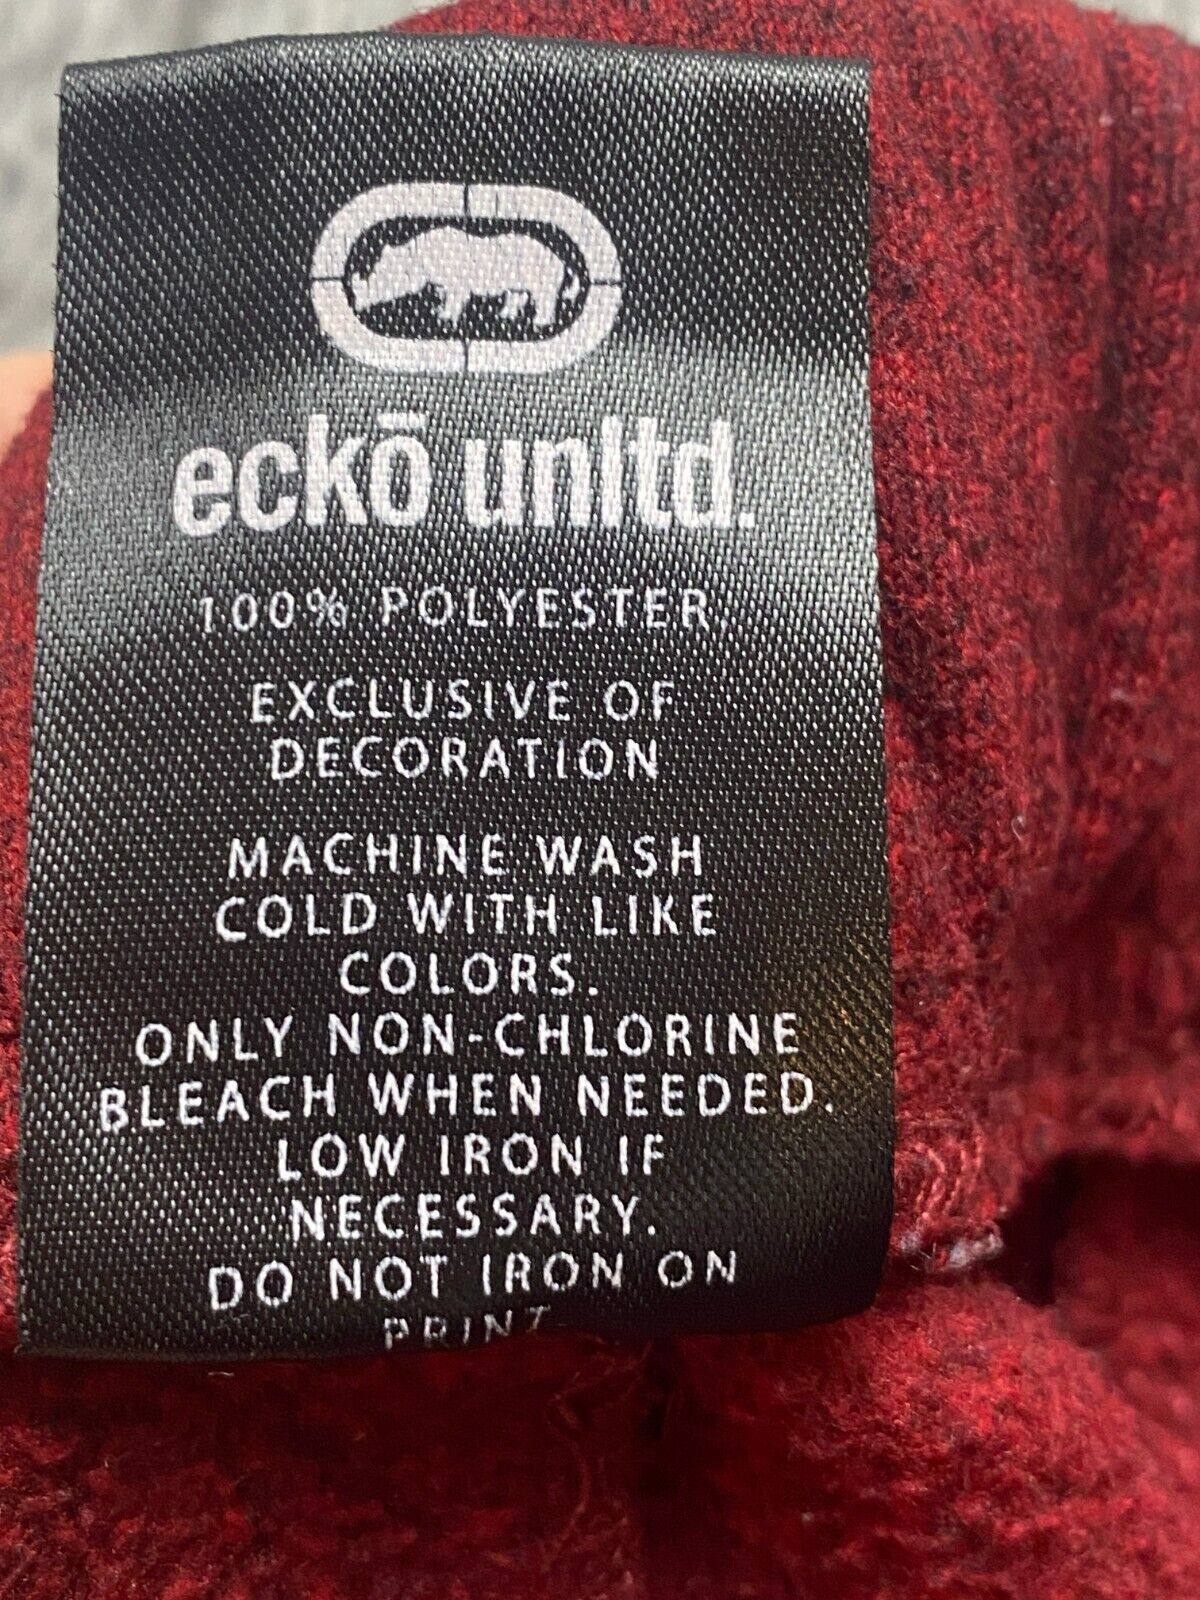 eckō unltd.
100% POLYESTER,
EXCLUSIVE OF
DECORATION
MACHINE WASH
COLD WITH LIKE
COLORS.
ONLY NON-CHLORINE
BLEACH WHEN NEEDED.
LOW IRON IF
NECESSARY.
DO NOT IRON ON
PRINT